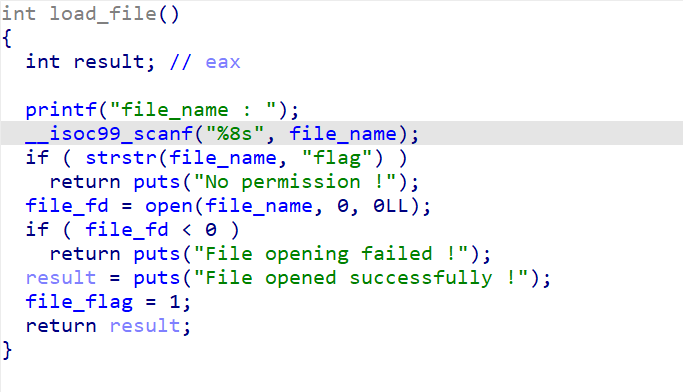 int load_file()
{
  int result; // eax

  printf("file_name : ");
  __isoc99_scanf("%8s", file_name);
  if ( strstr(file_name, "flag") )
    return puts("No permission !");
  file_fd = open(file_name, 0, 0LL);
  if ( file_fd < 0 )
    return puts("File opening failed !");
  result = puts("File opened successfully !");
  file_flag = 1;
  return result;
}